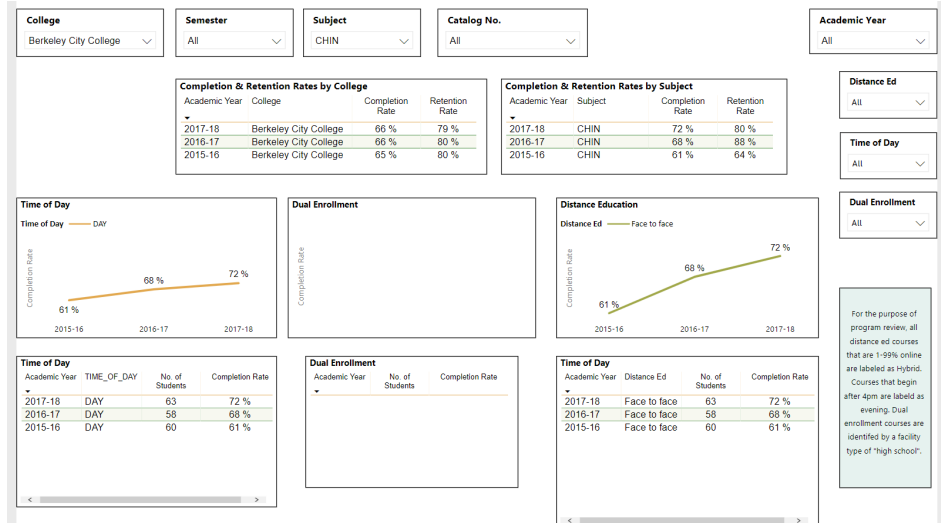 College
Berkeley City College
Semester
All
Subject
CHIN
Catalog No.
All
Academic Year
All
Completion & Retention Rates by College
Academic Year College Completion Rate Retention Rate
2017-18 Berkeley City College 66 % 79 %
2016-17 Berkeley City College 66 % 80 %
2015-16 Berkeley City College 65 % 80 %
Completion & Retention Rates by Subject
Academic Year Subject Completion Rate Retention Rate
2017-18 CHIN 72 % 80 %
2016-17 CHIN 68 % 88 %
2015-16 CHIN 61 % 64 %
Distance Ed
All
Time of Day
All
Dual Enrollment
All
Time of Day
Time of Day DAY
Completion Rate
61 %
68 %
72 %
2015-16 2016-17 2017-18
Dual Enrollment
Completion Rate
Distance Education
Distance Ed Face to face
Completion Rate
61 %
68 %
72 %
2015-16 2016-17 2017-18
For the purpose of
program review, all
distance ed courses
that are 1-99% online
are labeled as Hybrid.
Courses that begin
after 4pm are labeld as
evening. Dual
enrollment courses are
identifed by a facility
type of "high school".
Time of Day
Academic Year TIME_OF_DAY No. of Students Completion Rate
2017-18 DAY 63 72 %
2016-17 DAY 58 68 %
2015-16 DAY 60 61 %
Dual Enrollment
Academic Year No. of Students Completion Rate
Time of Day
Academic Year Distance Ed No. of Students Completion Rate
2017-18 Face to face 63 72 %
2016-17 Face to face 58 68 %
2015-16 Face to face 60 61 %